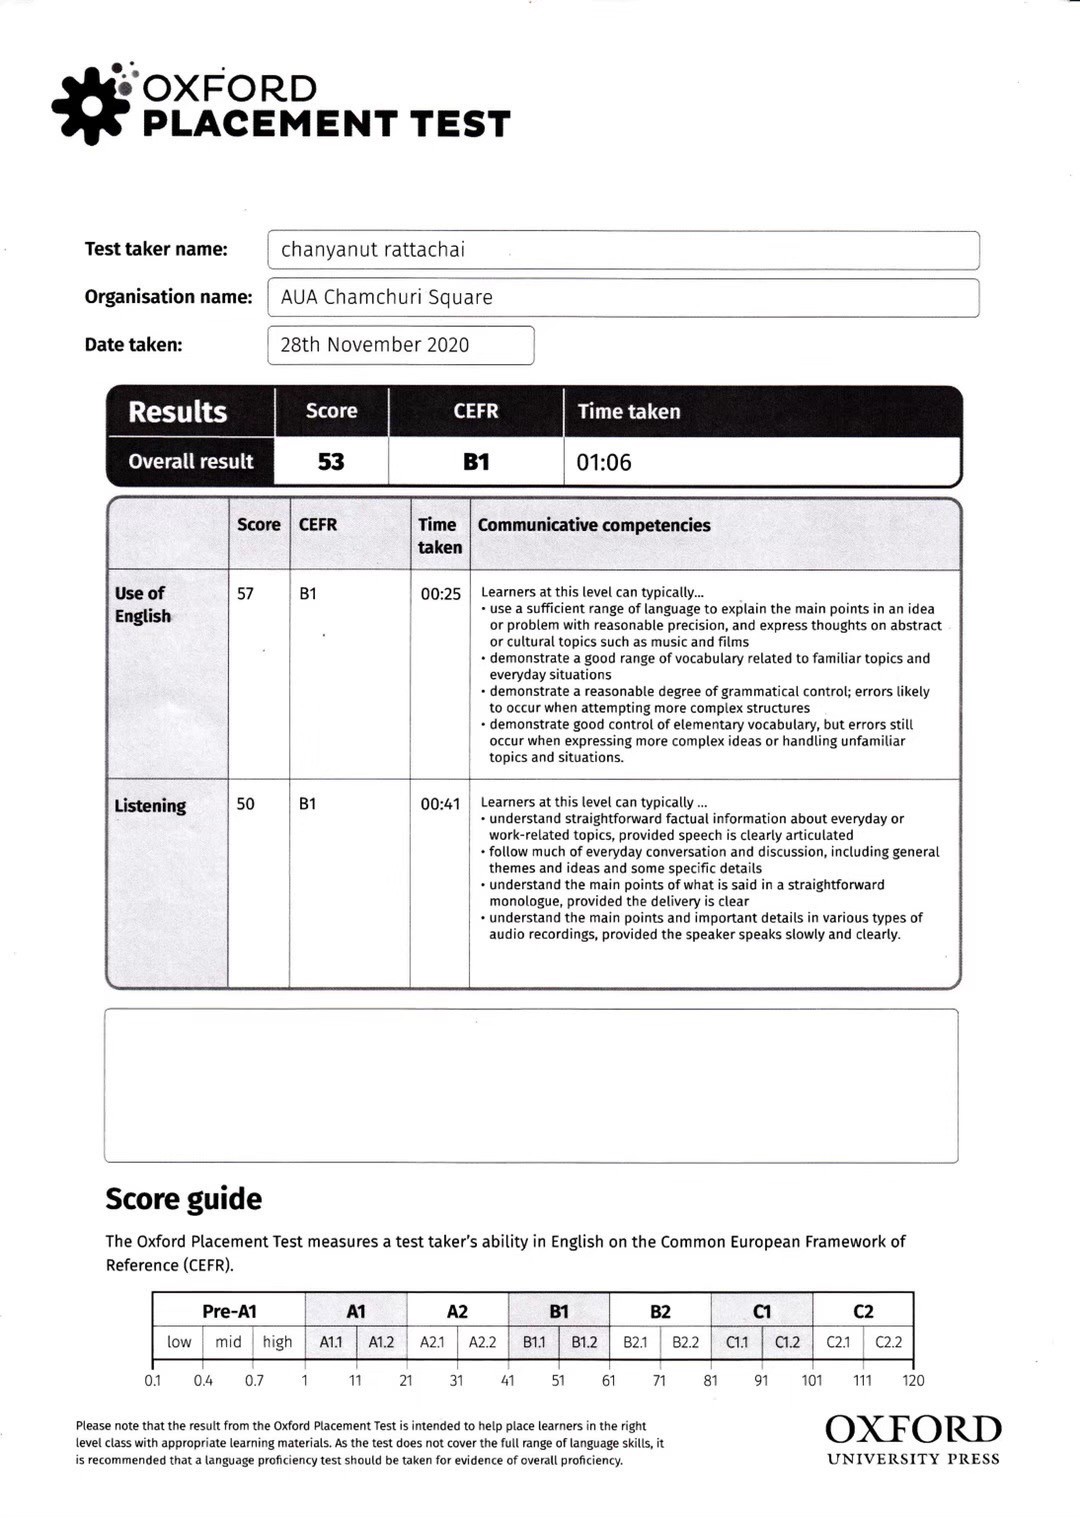 OXFORD
PLACEMENT TEST
Test taker name: chanyanut rattachai
Organisation name: AUA Chamchuri Square
Date taken: 28th November 2020
Results Score CEFR Time taken
Overall result 53 B1 01:06
Score CEFR Time taken Communicative competencies
Use of English 57 B1 00:25 Learners at this level can typically...
• use a sufficient range of language to explain the main points in an idea
or problem with reasonable precision, and express thoughts on abstract
or cultural topics such as music and films
• demonstrate a good range of vocabulary related to familiar topics and
everyday situations
• demonstrate a reasonable degree of grammatical control; errors likely
to occur when attempting more complex structures
• demonstrate good control of elementary vocabulary, but errors still
occur when expressing more complex ideas or handling unfamiliar
topics and situations.
Listening 50 B1 00:41 Learners at this level can typically ...
• understand straightforward factual information about everyday or
work-related topics, provided speech is clearly articulated
• follow much of everyday conversation and discussion, including general
themes and ideas and some specific details
• understand the main points of what is said in a straightforward
monologue, provided the delivery is clear
• understand the main points and important details in various types of
audio recordings, provided the speaker speaks slowly and clearly.
Score guide
The Oxford Placement Test measures a test taker's ability in English on the Common European Framework of
Reference (CEFR).
Pre-A1 A1 A2 B1 B2 C1 C2
low mid high A1.1 A1.2 A2.1 A2.2 B1.1 B1.2 B2.1 B2.2 C1.1 C1.2 C2.1 C2.2
0.1 0.4 0.7 1 11 21 31 41 51 61 71 81 91 101 111 120
Please note that the result from the Oxford Placement Test is intended to help place learners in the right
level class with appropriate learning materials. As the test does not cover the full range of language skills, it
is recommended that a language proficiency test should be taken for evidence of overall proficiency.
OXFORD
UNIVERSITY PRESS